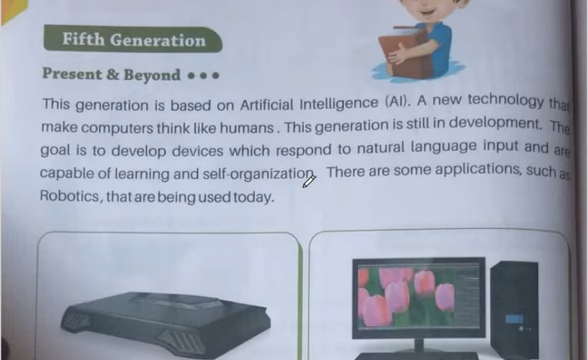 Fifth Generation
Present & Beyond •••
This generation is based on Artificial Intelligence (AI). A new technology that
make computers think like humans. This generation is still in development. The
goal is to develop devices which respond to natural language input and are
capable of learning and self-organization. There are some applications, such as
Robotics, that are being used today.